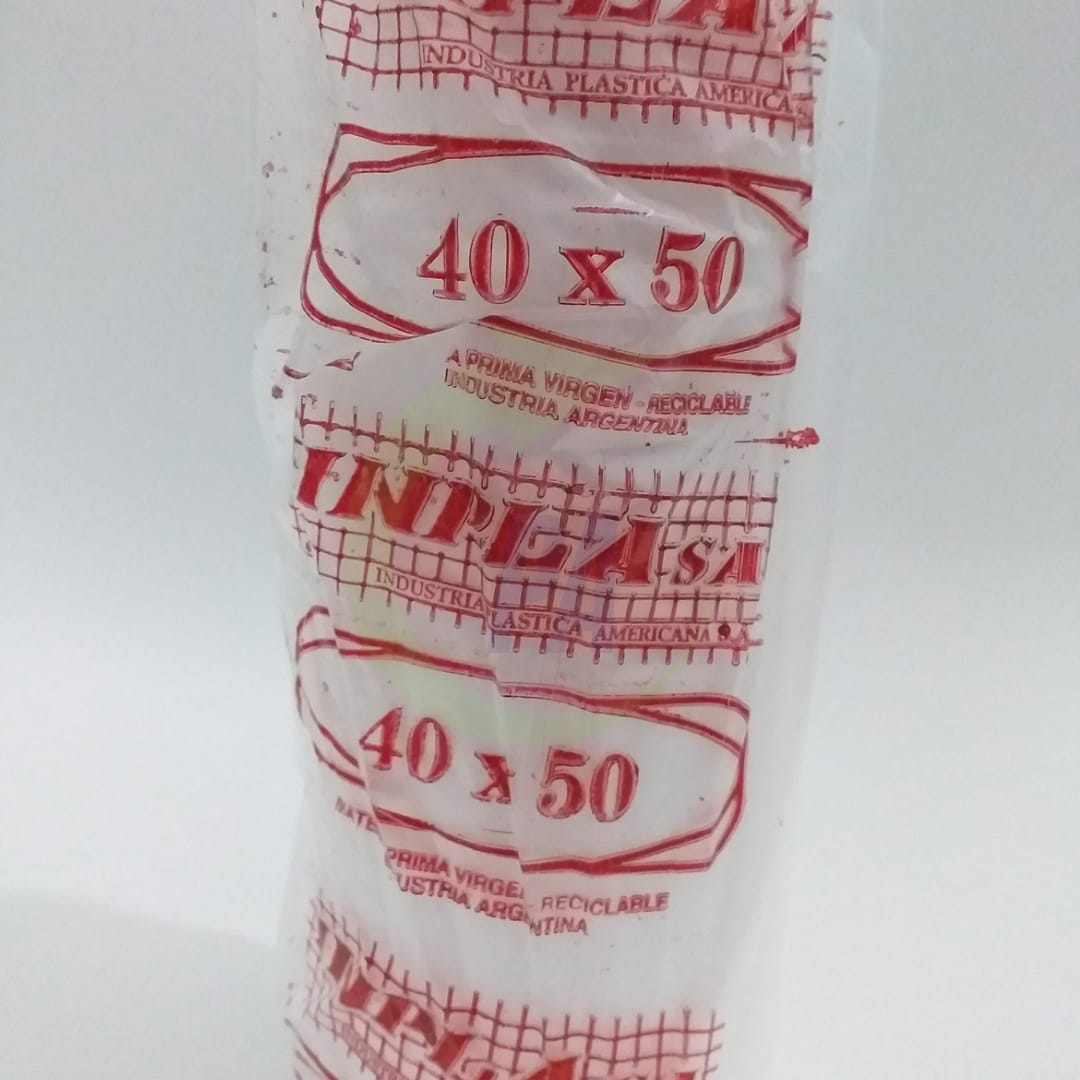 INDUSTRIA PLASTICA AMERICA
40 x 50
A PRIMA VIRGEN - RECICLABLE
INDUSTRIA ARGENTINA
UNPLA SA
INDUSTRIA PLASTICA AMERICANA S.A.
40 x 50
PRIMA VIRGEN - RECICLABLE
USTRIA ARGENTINA